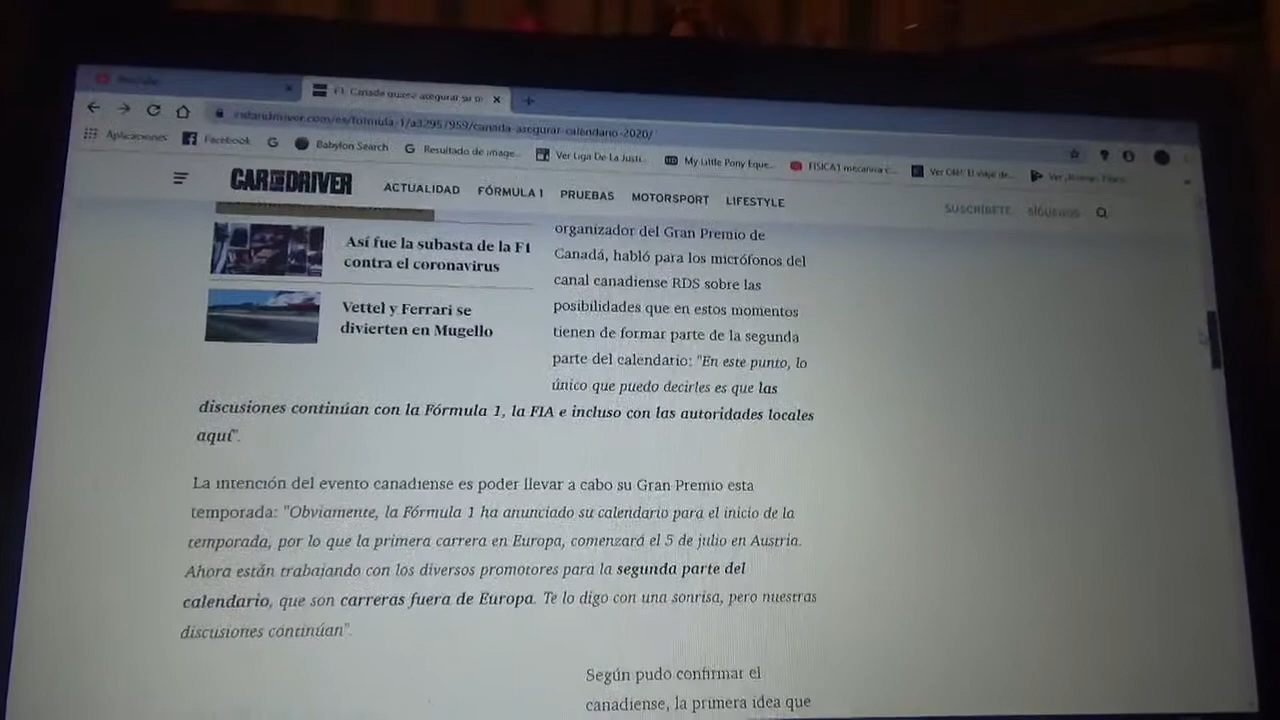 F1: Canadá quiere asegurar su
caranddriver.com/es/formula-1/a32957959/canada-asegurar-calendario-2020/
Aplicaciones Facebook Babylon Search Resultado de image... Ver Liga De La Justi... My Little Pony Eque... FISICA1 mecanica c... Ver Olé!: El viaje de...
CAR AND DRIVER ACTUALIDAD FÓRMULA 1 PRUEBAS MOTORSPORT LIFESTYLE SUSCRÍBETE SÍGUENOS
Así fue la subasta de la F1
contra el coronavirus
Vettel y Ferrari se
divierten en Mugello
organizador del Gran Premio de
Canadá, habló para los micrófonos del
canal canadiense RDS sobre las
posibilidades que en estos momentos
tienen de formar parte de la segunda
parte del calendario: "En este punto, lo
único que puedo decirles es que las
discusiones continúan con la Fórmula 1, la FIA e incluso con las autoridades locales
aquí".
La intención del evento canadiense es poder llevar a cabo su Gran Premio esta
temporada: "Obviamente, la Fórmula 1 ha anunciado su calendario para el inicio de la
temporada, por lo que la primera carrera en Europa, comenzará el 5 de julio en Austria.
Ahora están trabajando con los diversos promotores para la segunda parte del
calendario, que son carreras fuera de Europa. Te lo digo con una sonrisa, pero nuestras
discusiones continúan".
Según pudo confirmar el
canadiense, la primera idea que